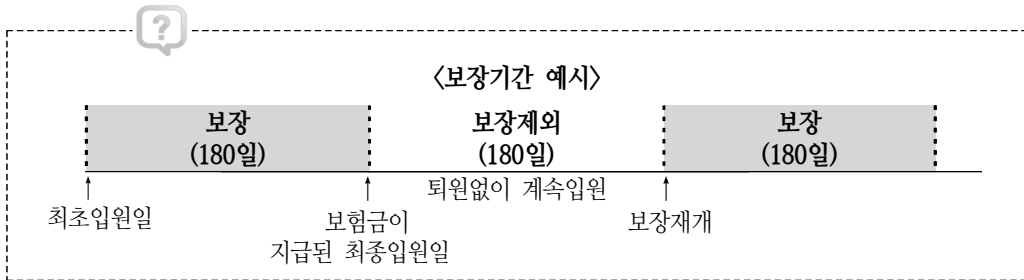 ?
〈보장기간 예시〉
보장 보장제외 보장
(180일) (180일) (180일)
퇴원없이 계속입원
최초입원일 보험금이 보장재개
지급된 최종입원일